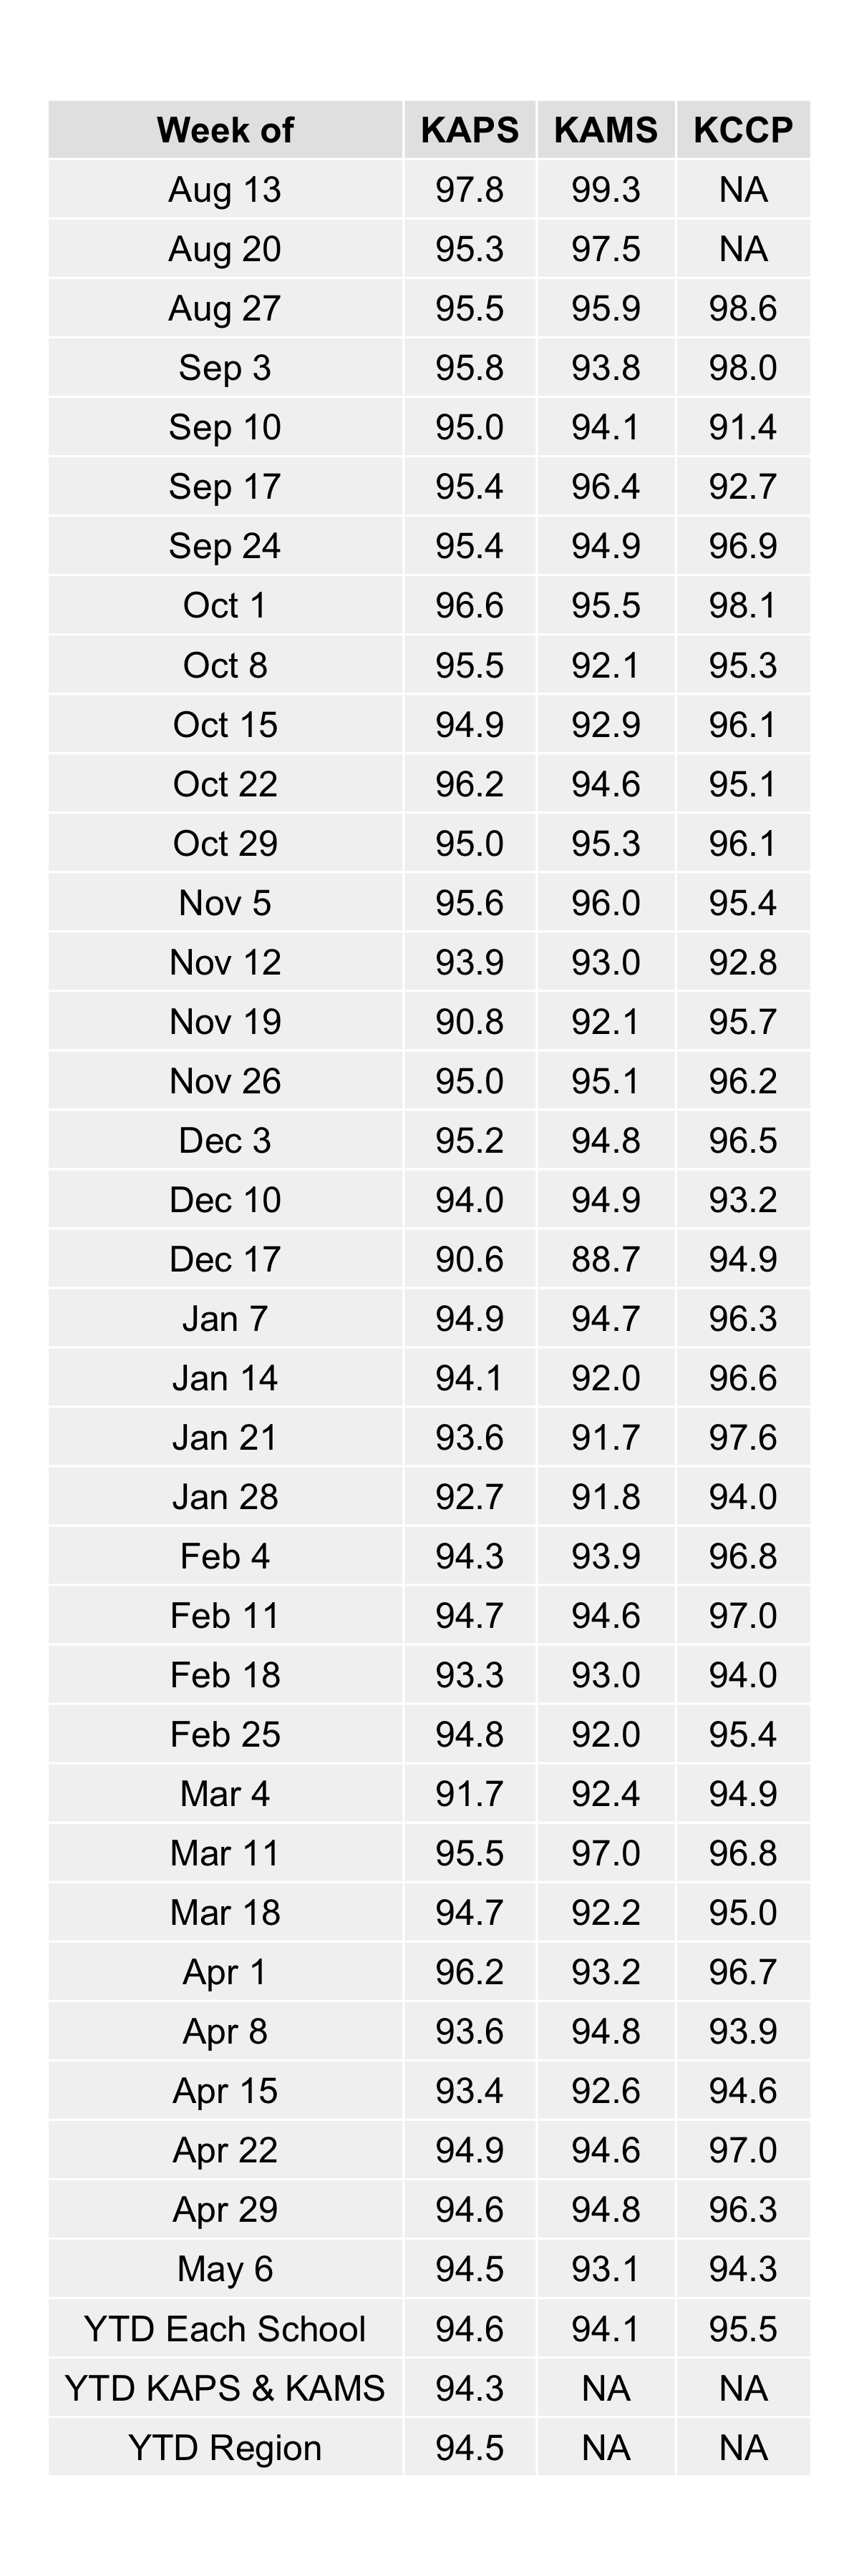 Week of KAPS KAMS KCCP
Aug 13 97.8 99.3 NA
Aug 20 95.3 97.5 NA
Aug 27 95.5 95.9 98.6
Sep 3 95.8 93.8 98.0
Sep 10 95.0 94.1 91.4
Sep 17 95.4 96.4 92.7
Sep 24 95.4 94.9 96.9
Oct 1 96.6 95.5 98.1
Oct 8 95.5 92.1 95.3
Oct 15 94.9 92.9 96.1
Oct 22 96.2 94.6 95.1
Oct 29 95.0 95.3 96.1
Nov 5 95.6 96.0 95.4
Nov 12 93.9 93.0 92.8
Nov 19 90.8 92.1 95.7
Nov 26 95.0 95.1 96.2
Dec 3 95.2 94.8 96.5
Dec 10 94.0 94.9 93.2
Dec 17 90.6 88.7 94.9
Jan 7 94.9 94.7 96.3
Jan 14 94.1 92.0 96.6
Jan 21 93.6 91.7 97.6
Jan 28 92.7 91.8 94.0
Feb 4 94.3 93.9 96.8
Feb 11 94.7 94.6 97.0
Feb 18 93.3 93.0 94.0
Feb 25 94.8 92.0 95.4
Mar 4 91.7 92.4 94.9
Mar 11 95.5 97.0 96.8
Mar 18 94.7 92.2 95.0
Apr 1 96.2 93.2 96.7
Apr 8 93.6 94.8 93.9
Apr 15 93.4 92.6 94.6
Apr 22 94.9 94.6 97.0
Apr 29 94.6 94.8 96.3
May 6 94.5 93.1 94.3
YTD Each School 94.6 94.1 95.5
YTD KAPS & KAMS 94.3 NA NA
YTD Region 94.5 NA NA